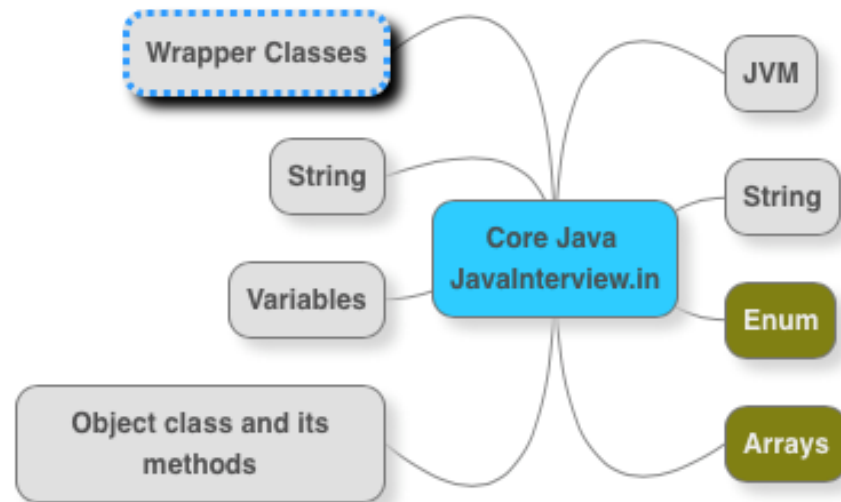 Wrapper Classes
JVM
String
String
Core Java
JavaInterview.in
Variables
Enum
Object class and its
methods
Arrays